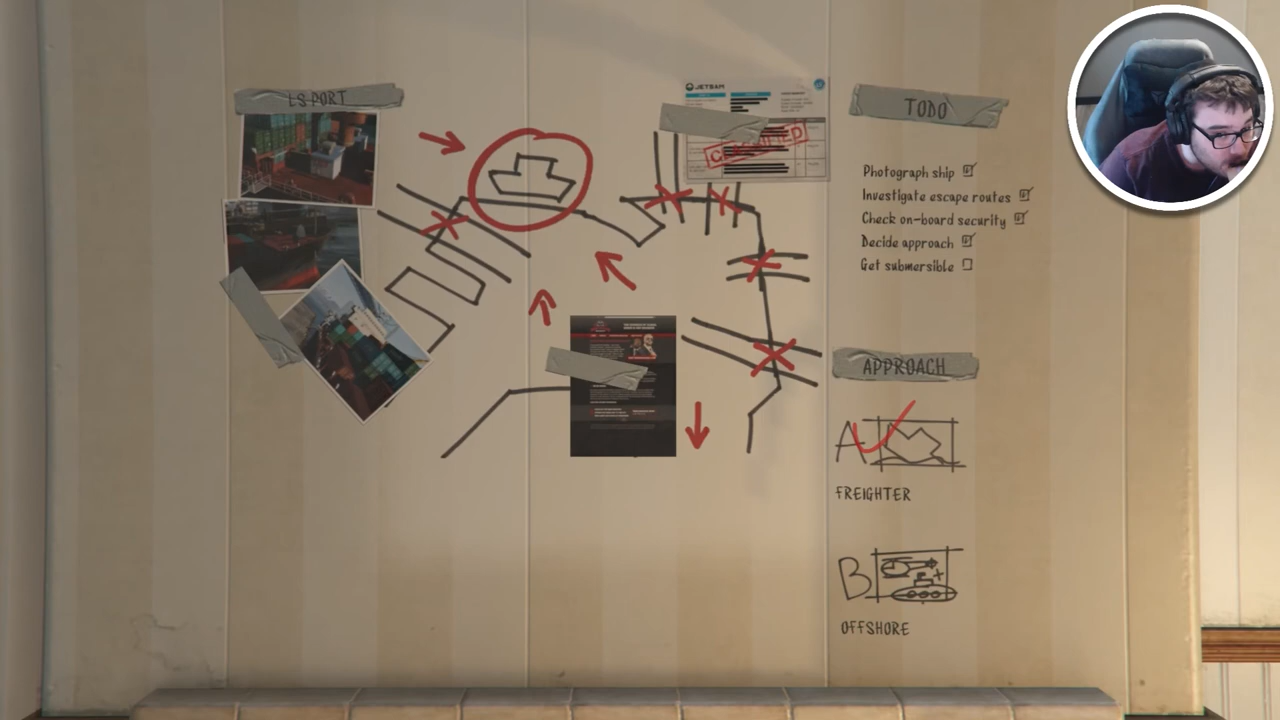 LS PORT
JETSAM
CLASSIFIED
TODO
Photograph ship
Investigate escape routes
Check on-board security
Decide approach
Get submersible
APPROACH
A
FREIGHTER
B
OFFSHORE